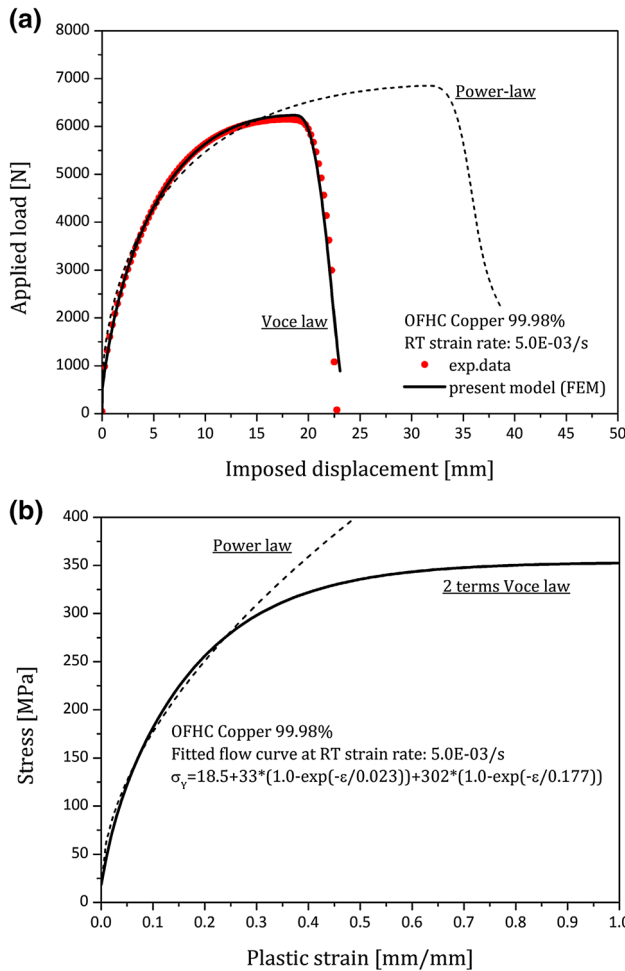 (a)
8000
7000
6000
5000
4000
3000
2000
1000
0
Applied load [N]
Power-law
Voce law
OFHC Copper 99.98%
RT strain rate: 5.0E-03/s
exp.data
present model (FEM)
0 5 10 15 20 25 30 35 40 45 50
Imposed displacement [mm]
(b)
400
350
300
250
200
150
100
50
0
Stress [MPa]
Power law
2 terms Voce law
OFHC Copper 99.98%
Fitted flow curve at RT strain rate: 5.0E-03/s
σY=18.5+33*(1.0-exp(-ε/0.023))+302*(1.0-exp(-ε/0.177))
0.0 0.1 0.2 0.3 0.4 0.5 0.6 0.7 0.8 0.9 1.0
Plastic strain [mm/mm]